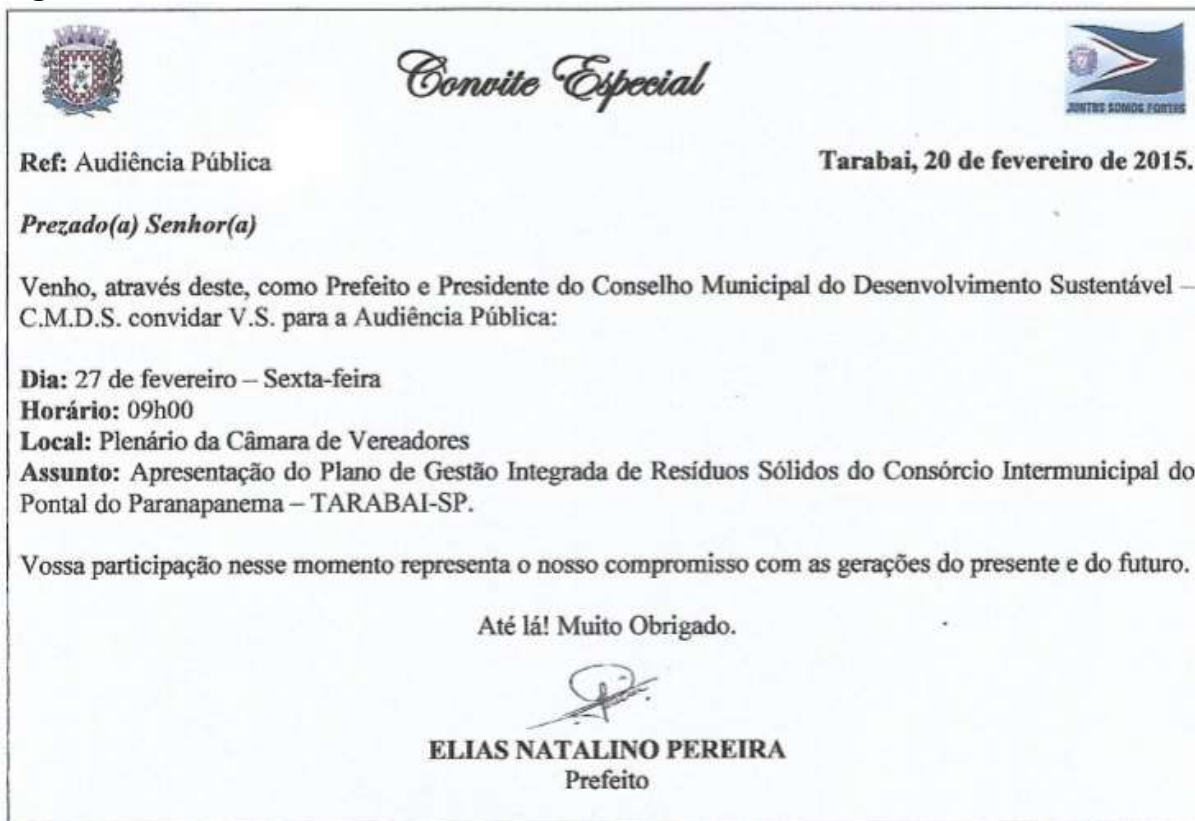 Convite Especial
JUNTOS SOMOS FORTES
Ref: Audiência Pública
Tarabai, 20 de fevereiro de 2015.
Prezado(a) Senhor(a)
Venho, através deste, como Prefeito e Presidente do Conselho Municipal do Desenvolvimento Sustentável –
C.M.D.S. convidar V.S. para a Audiência Pública:
Dia: 27 de fevereiro – Sexta-feira
Horário: 09h00
Local: Plenário da Câmara de Vereadores
Assunto: Apresentação do Plano de Gestão Integrada de Resíduos Sólidos do Consórcio Intermunicipal do
Pontal do Paranapanema – TARABAI-SP.
Vossa participação nesse momento representa o nosso compromisso com as gerações do presente e do futuro.
Até lá! Muito Obrigado.
ELIAS NATALINO PEREIRA
Prefeito